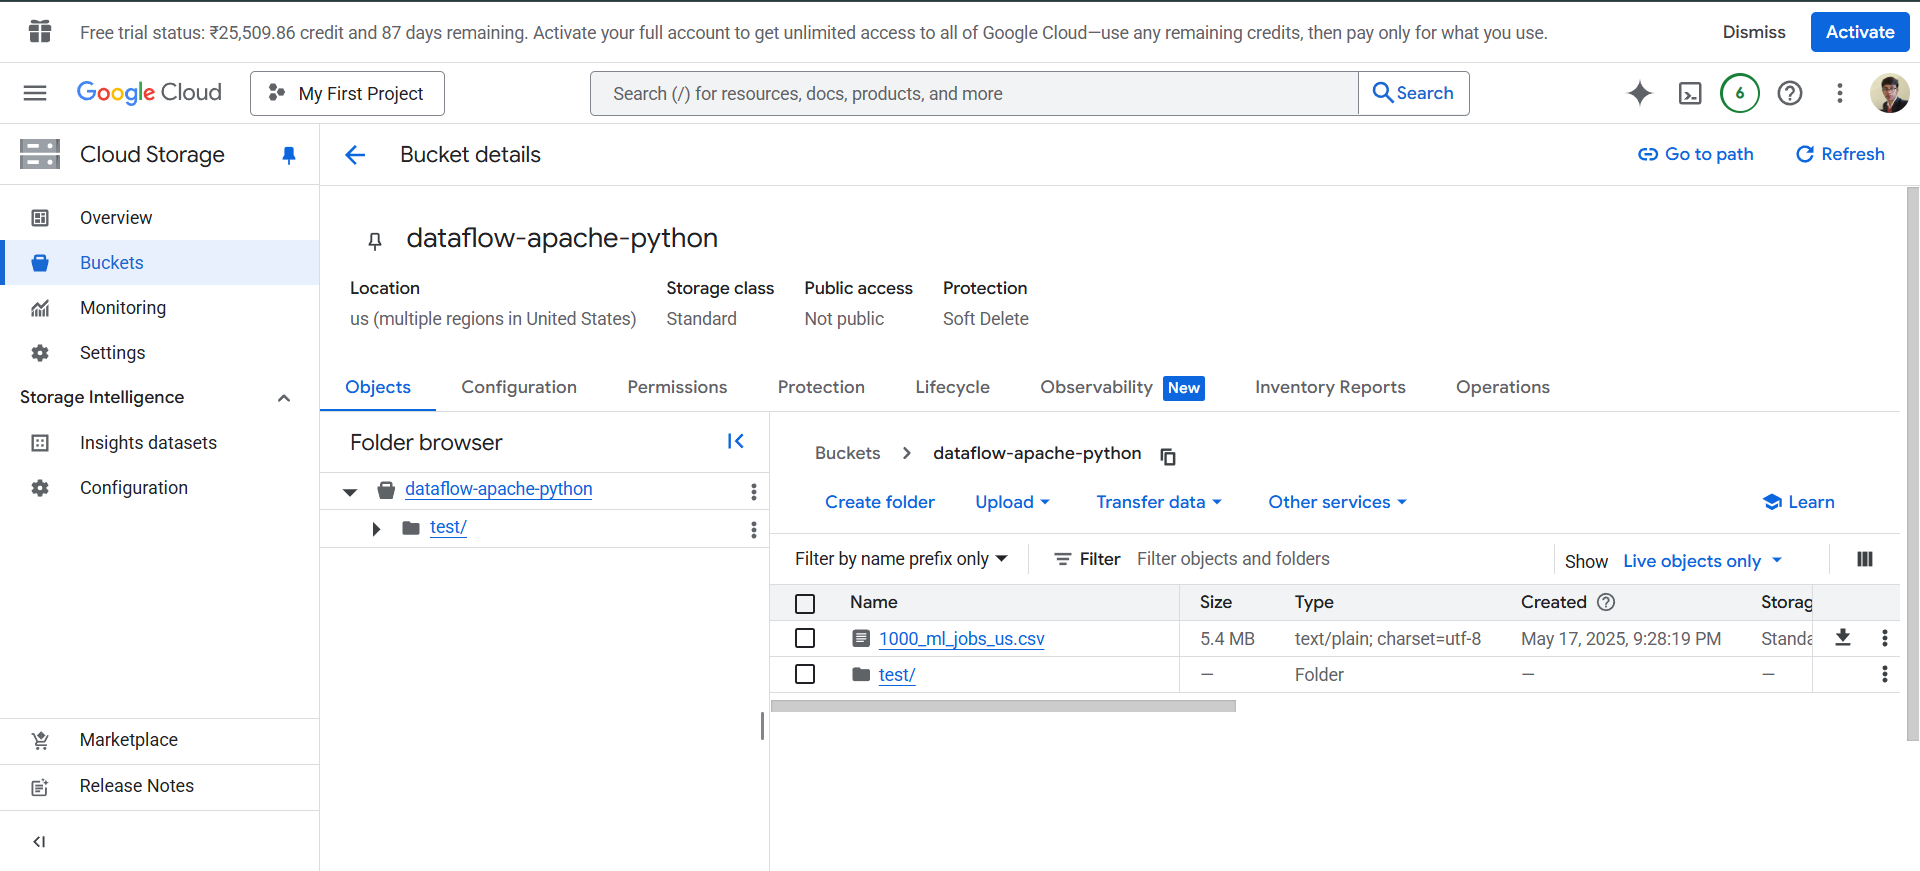 Free trial status: ₹25,509.86 credit and 87 days remaining. Activate your full account to get unlimited access to all of Google Cloud—use any remaining credits, then pay only for what you use.
Dismiss
Activate
Google Cloud
My First Project
Search (/) for resources, docs, products, and more
Search
6
Cloud Storage
Overview
Buckets
Monitoring
Settings
Storage Intelligence
Insights datasets
Configuration
Marketplace
Release Notes
Bucket details
Go to path
Refresh
dataflow-apache-python
Location
us (multiple regions in United States)
Storage class
Standard
Public access
Not public
Protection
Soft Delete
Objects
Configuration
Permissions
Protection
Lifecycle
Observability New
Inventory Reports
Operations
Folder browser
dataflow-apache-python
test/
Buckets
dataflow-apache-python
Create folder
Upload
Transfer data
Other services
Learn
Filter by name prefix only
Filter Filter objects and folders
Show Live objects only
Name Size Type Created Storag
1000_ml_jobs_us.csv 5.4 MB text/plain; charset=utf-8 May 17, 2025, 9:28:19 PM Standa
test/ — Folder — —